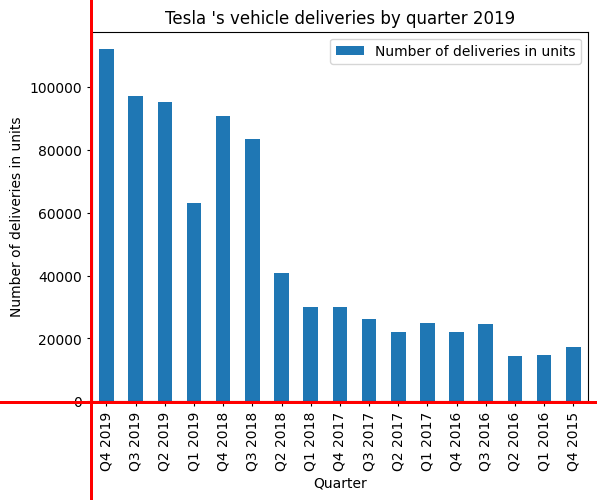 Tesla 's vehicle deliveries by quarter 2019
Number of deliveries in units
Number of deliveries in units
100000
80000
60000
40000
20000
0
Q4 2019
Q3 2019
Q2 2019
Q1 2019
Q4 2018
Q3 2018
Q2 2018
Q1 2018
Q4 2017
Q3 2017
Q2 2017
Q1 2017
Q4 2016
Q3 2016
Q2 2016
Q1 2016
Q4 2015
Quarter